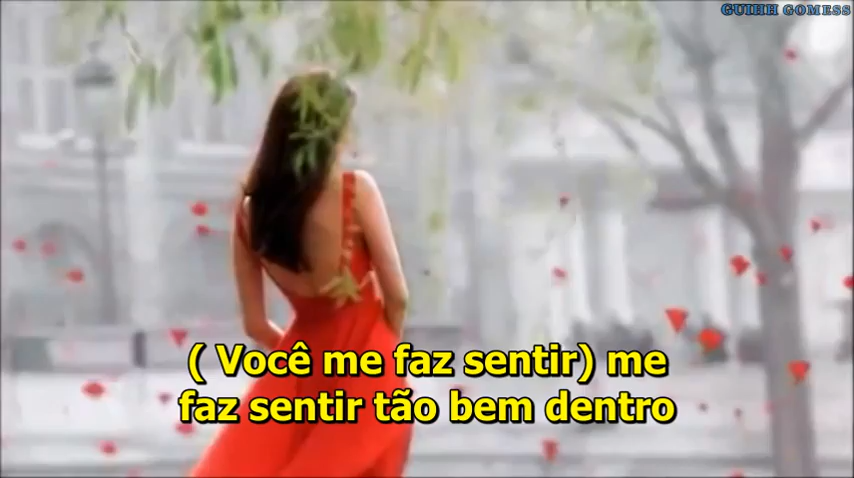 GUIHH GOMESS
( Você me faz sentir) me
faz sentir tão bem dentro